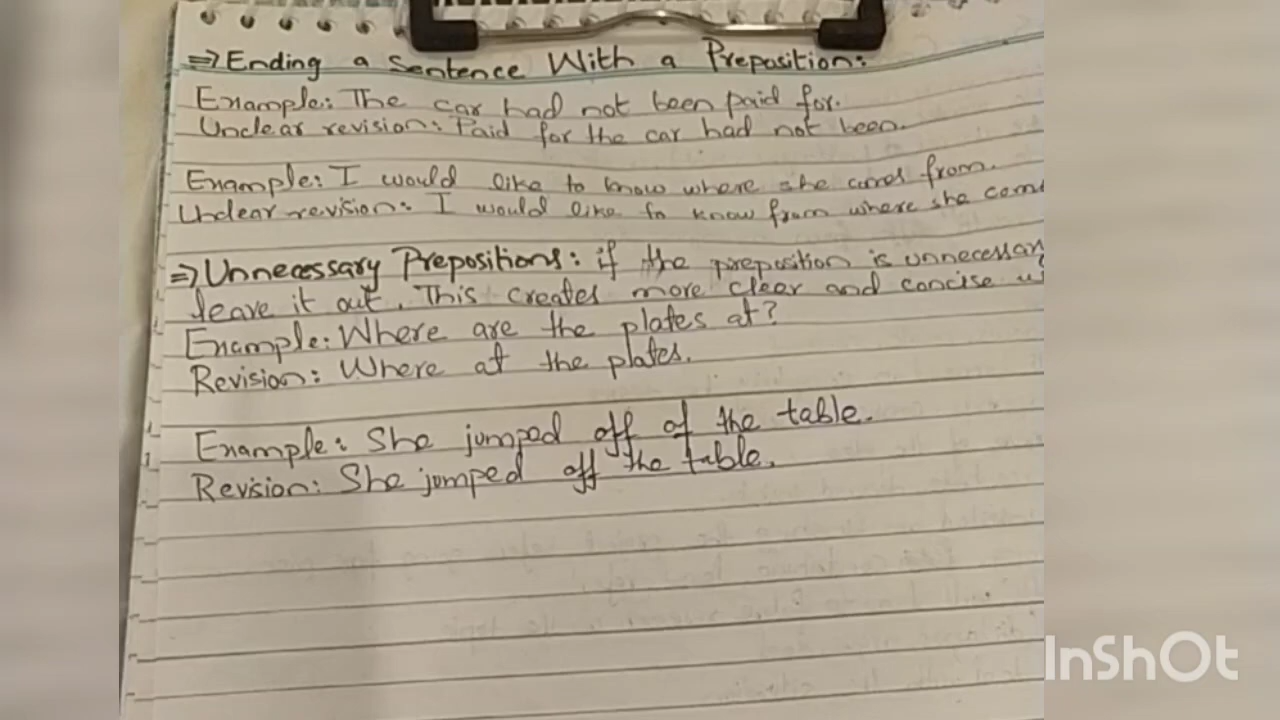 ⇒ Ending a Sentence With a Preposition:
Example: The car had not been paid for.
Unclear revision: Paid for the car had not been.
Example: I would like to know where she comes from.
Unclear revision: I would like to know from where she com
⇒ Unnecessary Prepositions: if the preposition is unnecessary
leave it out. This creates more clear and concise
Example: Where are the plates at?
Revision: Where at the plates.
Example: She jumped off of the table.
Revision: She jumped off the table.
InShOt